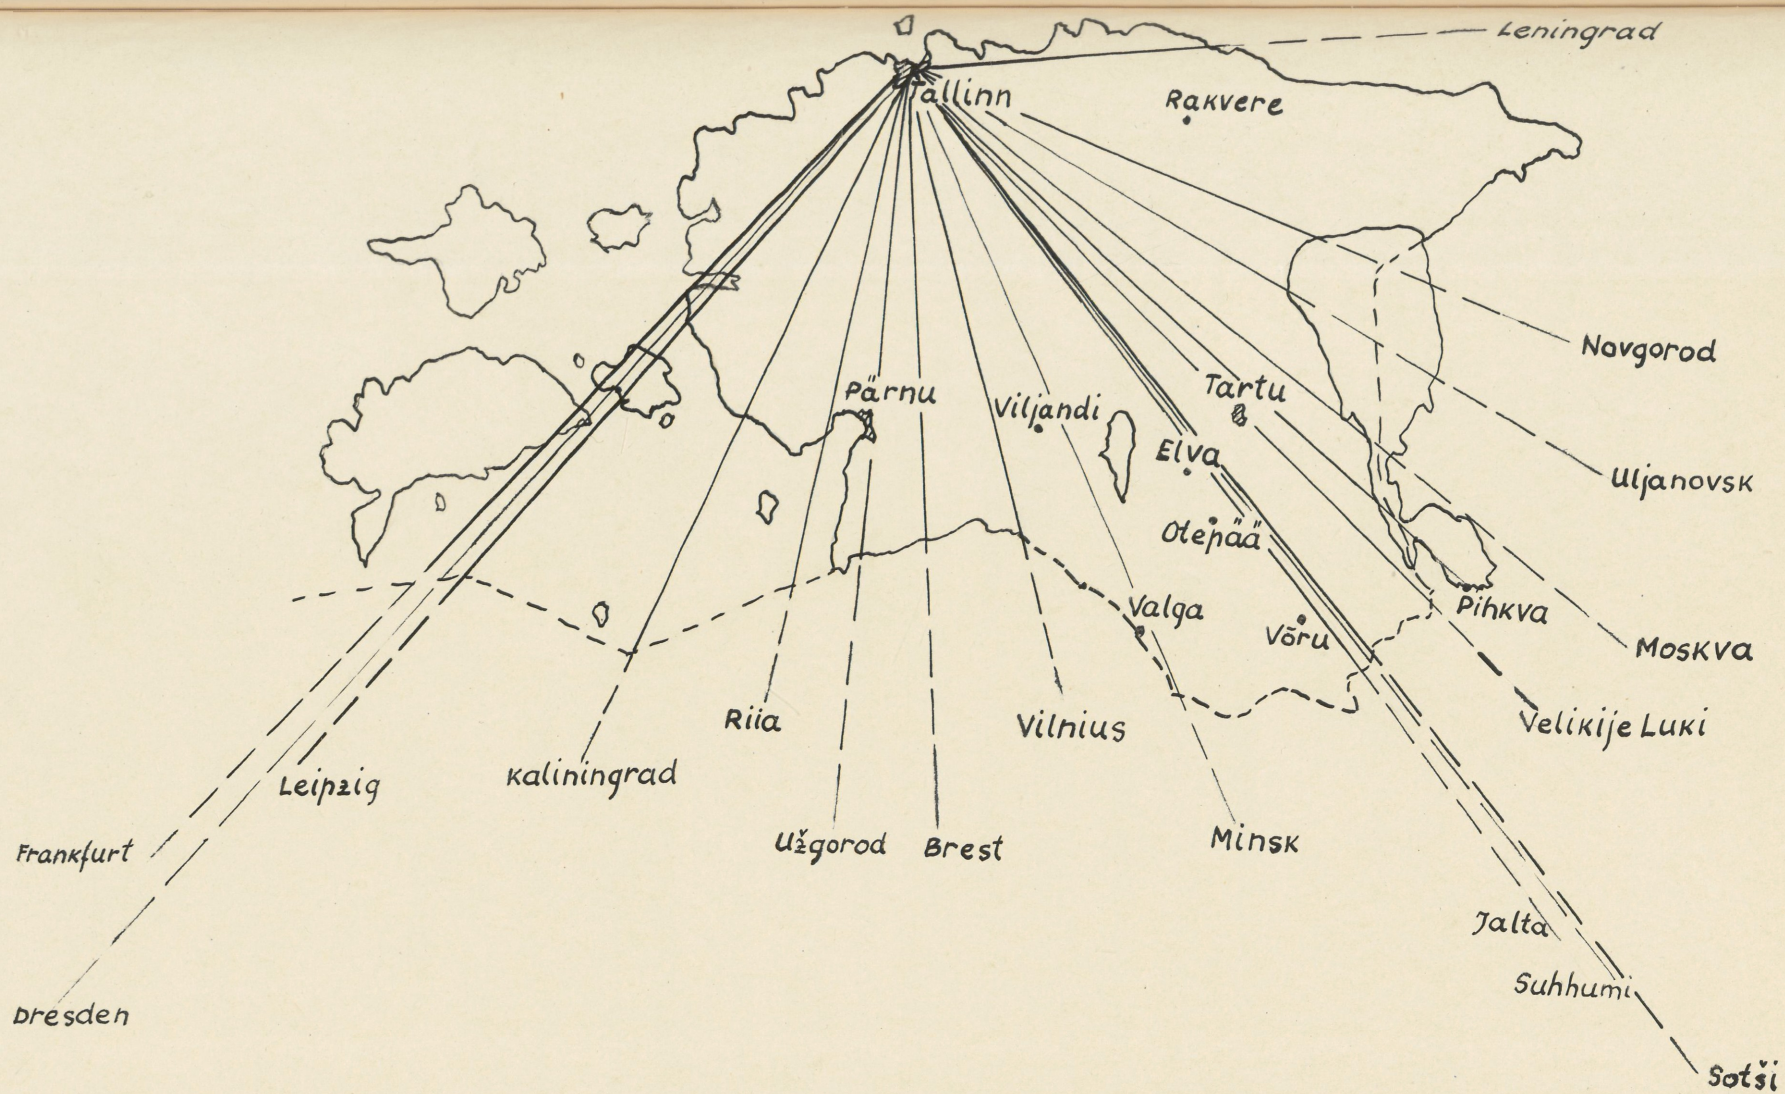 Leningrad
Tallinn
Rakvere
Novgorod
Pärnu
Viljandi
Tartu
Elva
Uljanovsk
Otepää
Valga
Võru
Pihkva
Moskva
Riia
Vilnius
Velikije Luki
Kaliningrad
Leipzig
Frankfurt
Užgorod
Brest
Minsk
Jalta
Suhhumi
Dresden
Sotši